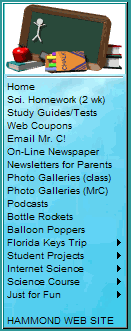 Home
Sci. Homework (2 wk)
Study Guides/Tests
Web Coupons
Email Mr. C!
On-Line Newspaper
Newsletters for Parents
Photo Galleries (class)
Photo Galleries (MrC)
Podcasts
Bottle Rockets
Balloon Poppers
Florida Keys Trip
Student Projects
Internet Science
Science Course
Just for Fun
HAMMOND WEB SITE